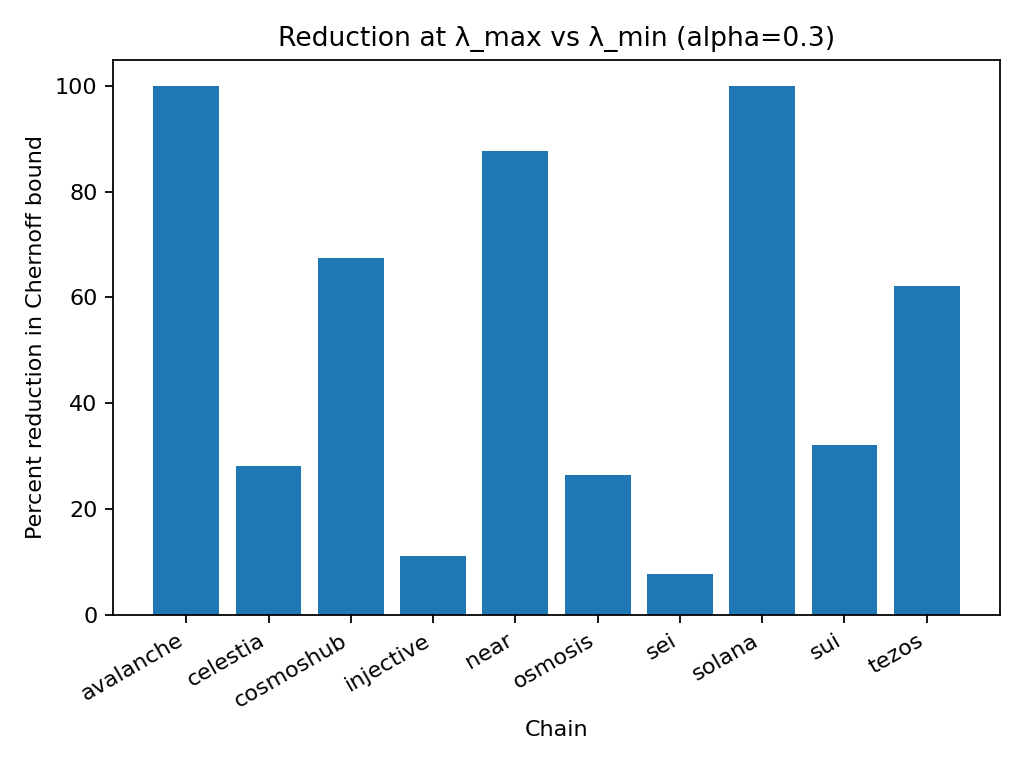 Reduction at λ_max vs λ_min (alpha=0.3)
Percent reduction in Chernoff bound
100
80
60
40
20
0
avalanche
celestia
cosmoshub
injective
near
osmosis
sei
solana
sui
tezos
Chain